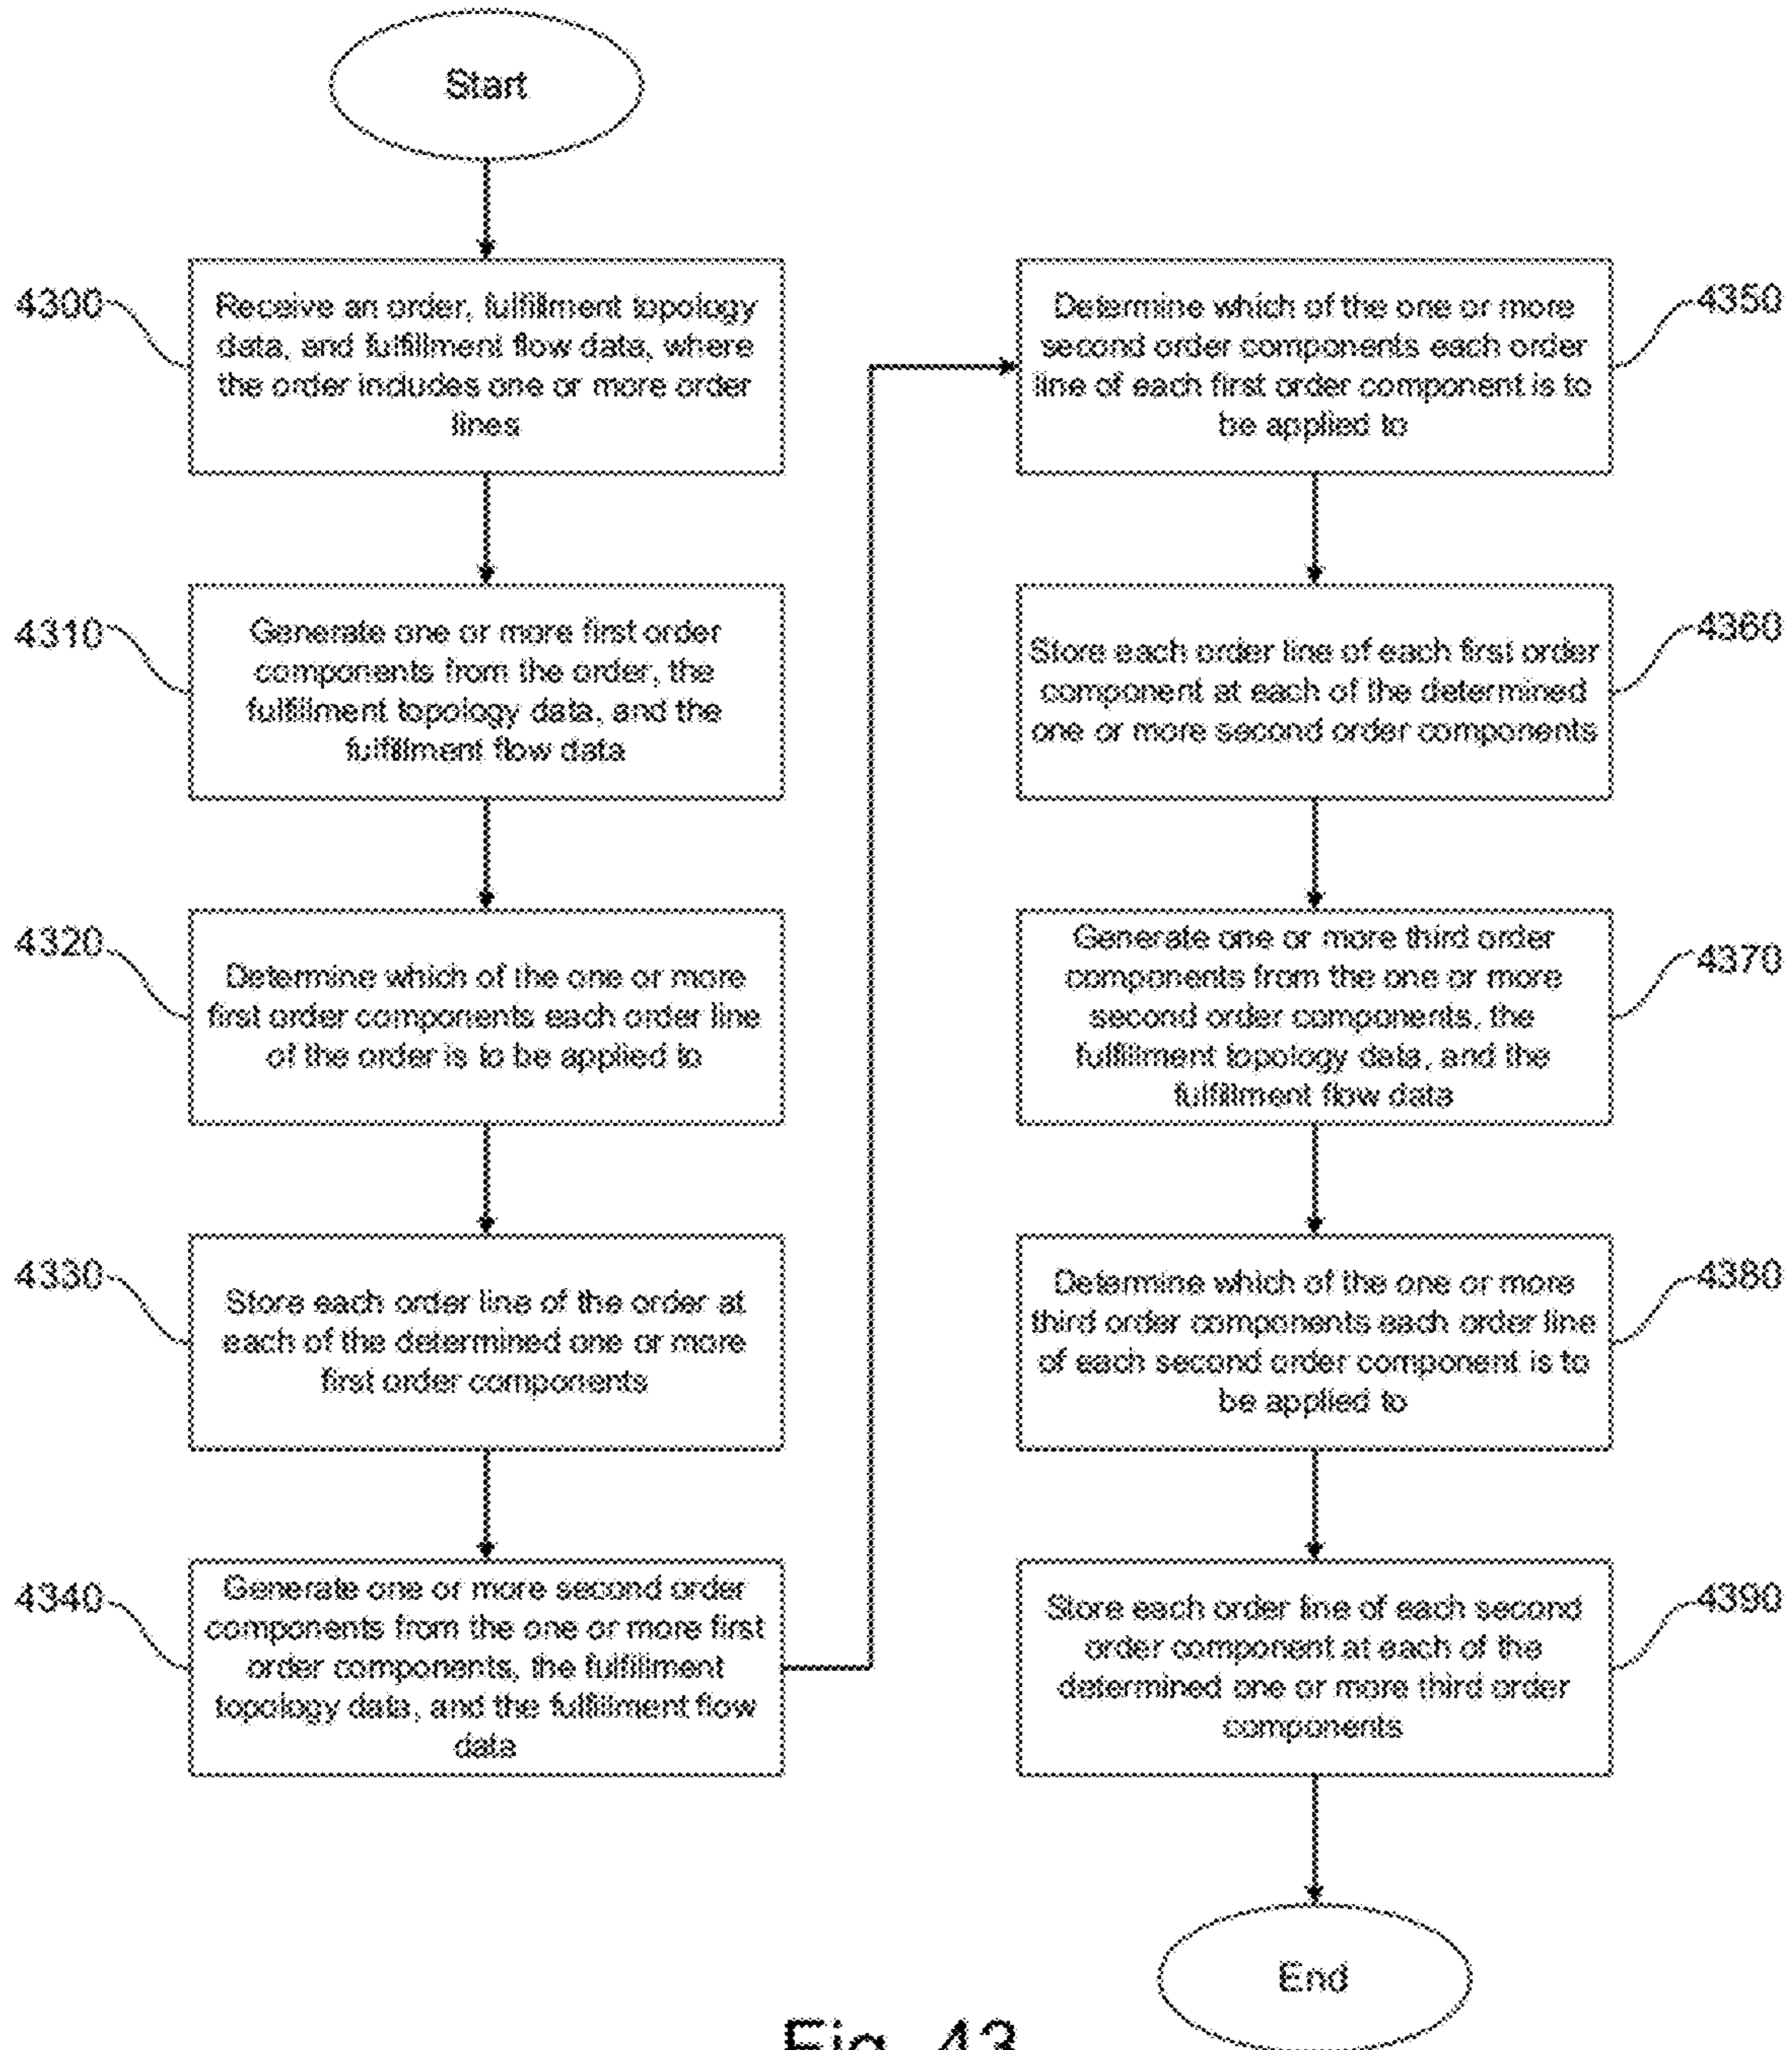 Start
4300
Receive an order, fulfillment topology
data, and fulfillment flow data, where
the order includes one or more order
lines
4310
Generate one or more first order
components from the order, the
fulfillment topology data, and the
fulfillment flow data
4320
Determine which of the one or more
first order components each order line
of the order is to be applied to
4330
Store each order line of the order at
each of the determined one or more
first order components
4340
Generate one or more second order
components from the one or more first
order components, the fulfillment
topology data, and the fulfillment flow
data
4350
Determine which of the one or more
second order components each order
line of each first order component is to
be applied to
4360
Store each order line of each first order
component at each of the determined
one or more second order components
4370
Generate one or more third order
components from the one or more
second order components, the
fulfillment topology data, and the
fulfillment flow data
4380
Determine which of the one or more
third order components each order line
of each second order component is to
be applied to
4390
Store each order line of each second
order component at each of the
determined one or more third order
components
End
Fig. 43